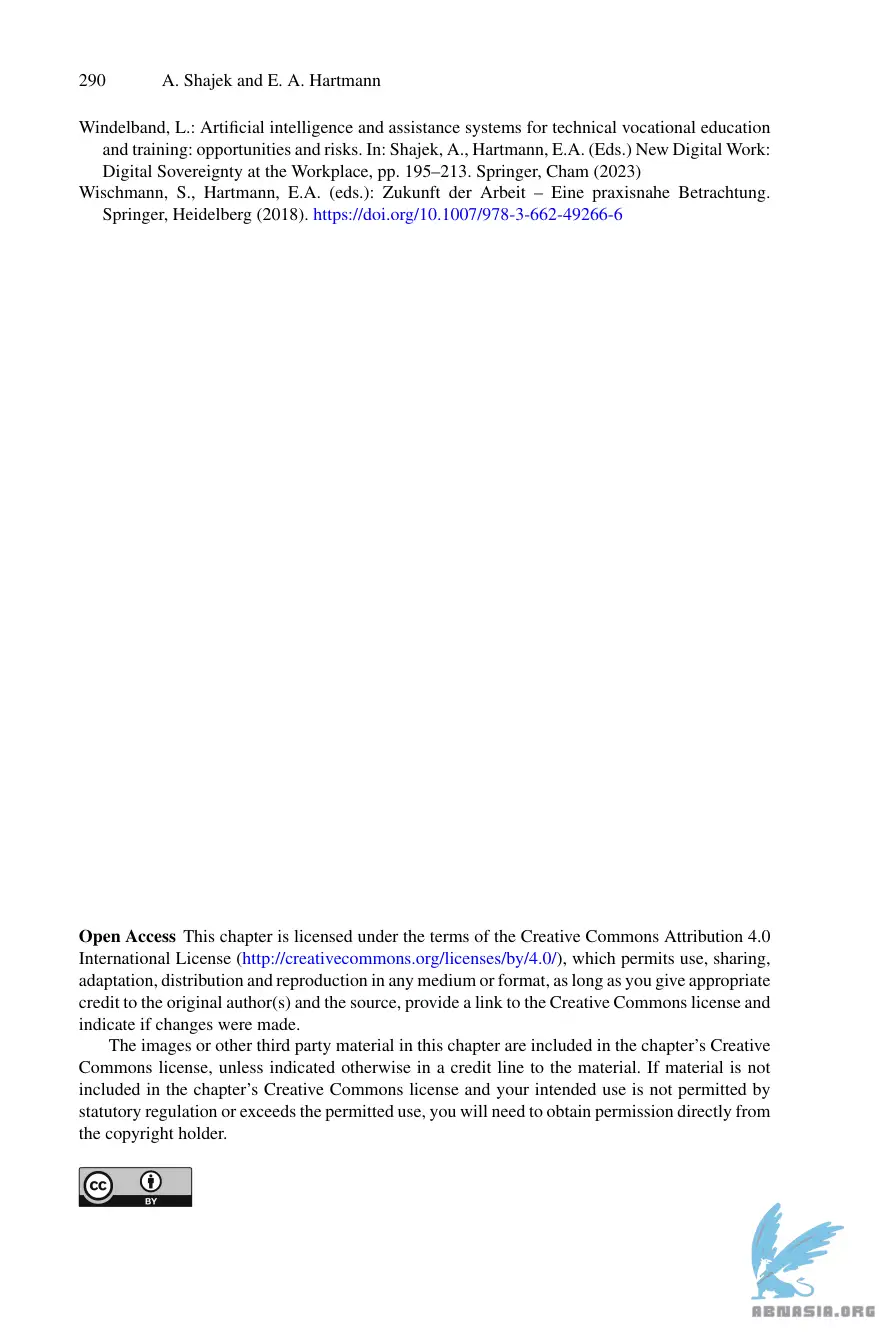 290 A. Shajek and E. A. Hartmann
Windelband, L.: Artificial intelligence and assistance systems for technical vocational education
and training: opportunities and risks. In: Shajek, A., Hartmann, E.A. (Eds.) New Digital Work:
Digital Sovereignty at the Workplace, pp. 195–213. Springer, Cham (2023)
Wischmann, S., Hartmann, E.A. (eds.): Zukunft der Arbeit – Eine praxisnahe Betrachtung.
Springer, Heidelberg (2018). https://doi.org/10.1007/978-3-662-49266-6
Open Access This chapter is licensed under the terms of the Creative Commons Attribution 4.0
International License (http://creativecommons.org/licenses/by/4.0/), which permits use, sharing,
adaptation, distribution and reproduction in any medium or format, as long as you give appropriate
credit to the original author(s) and the source, provide a link to the Creative Commons license and
indicate if changes were made.
The images or other third party material in this chapter are included in the chapter's Creative
Commons license, unless indicated otherwise in a credit line to the material. If material is not
included in the chapter's Creative Commons license and your intended use is not permitted by
statutory regulation or exceeds the permitted use, you will need to obtain permission directly from
the copyright holder.
cc
BY
ABNASIA.ORG